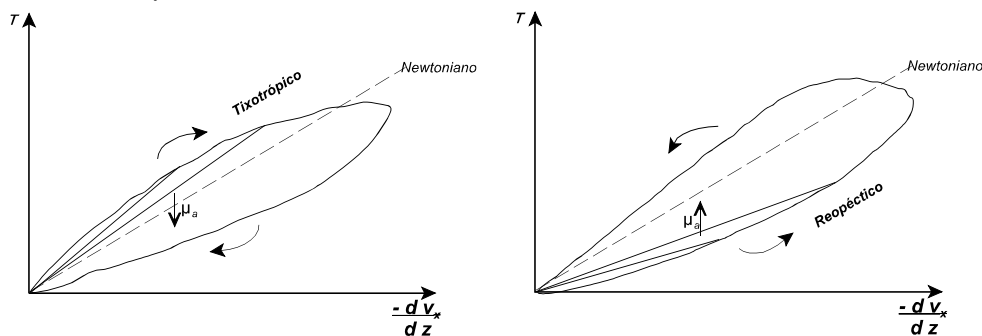 T
Newtoniano
Tixotrópico
μa
- d vx
d z
T
Newtoniano
μa
Reopéctico
- d vx
d z